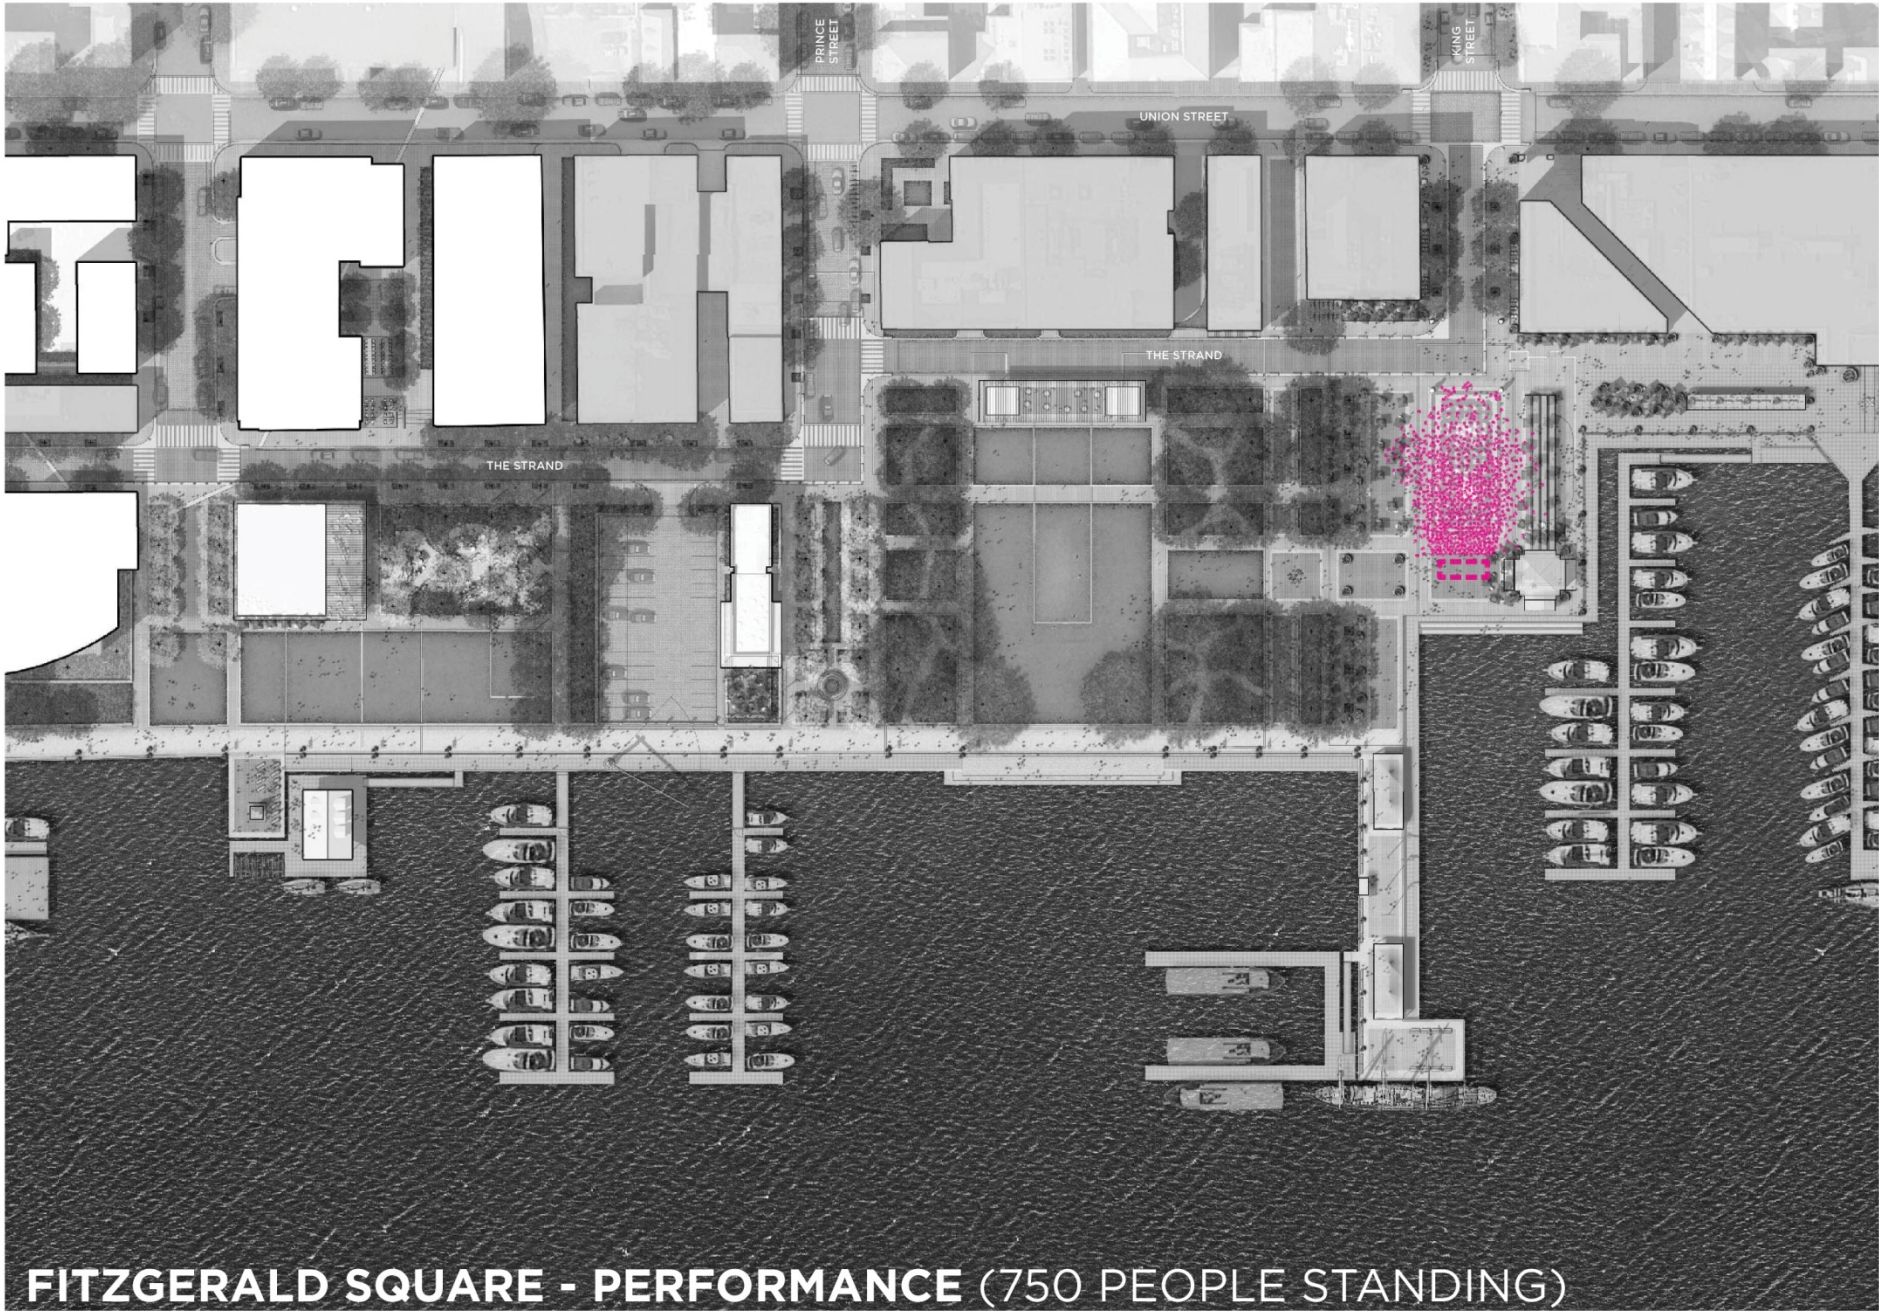 PRINCE
STREET
KING
STREET
UNION STREET
THE STRAND
THE STRAND
FITZGERALD SQUARE - PERFORMANCE (750 PEOPLE STANDING)